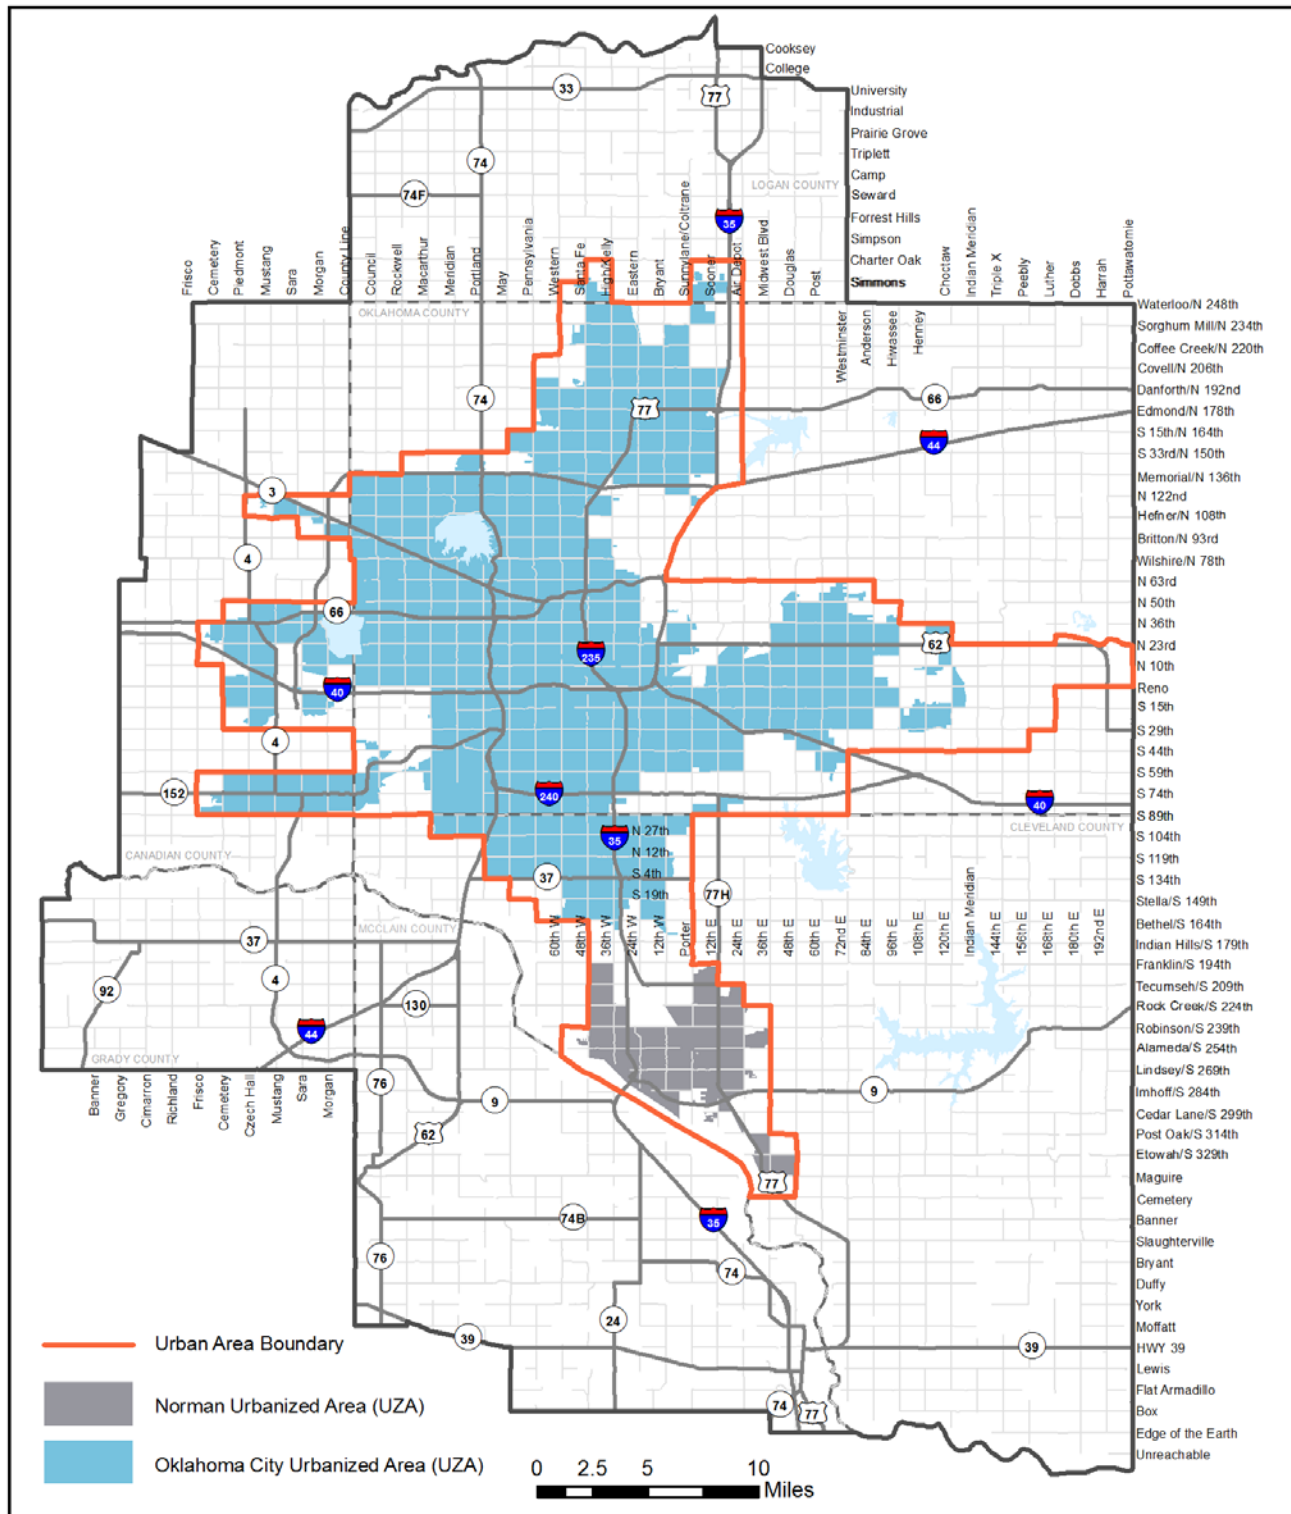 Cooksey
College
University
Industrial
Prairie Grove
Triplett
Camp
Seward
Forrest Hills
Simpson
Charter Oak
Simmons
33
77
74
74F
35
LOGAN COUNTY
Frisco
Cemetery
Piedmont
Mustang
Sara
Morgan
County Line
Council
Rockwell
Macarthur
Meridian
Portland
May
Pennsylvania
Western
Santa Fe
High/Kelly
Eastern
Bryant
Sunnylane/Coltrane
Sooner
Air Depot
Midwest Blvd
Douglas
Post
Westminster
Anderson
Hiwassee
Henney
Choctaw
Indian Meridian
Triple X
Peebly
Luther
Dobbs
Harrah
Pottawatomie
OKLAHOMA COUNTY
Waterloo/N 248th
Sorghum Mill/N 234th
Coffee Creek/N 220th
Covell/N 206th
Danforth/N 192nd
Edmond/N 178th
S 15th/N 164th
S 33rd/N 150th
Memorial/N 136th
N 122nd
Hefner/N 108th
Britton/N 93rd
Wilshire/N 78th
N 63rd
N 50th
N 36th
N 23rd
N 10th
Reno
S 15th
S 29th
S 44th
S 59th
S 74th
S 89th
S 104th
S 119th
S 134th
Stella/S 149th
Bethel/S 164th
Indian Hills/S 179th
Franklin/S 194th
Tecumseh/S 209th
Rock Creek/S 224th
Robinson/S 239th
Alameda/S 254th
Lindsey/S 269th
Imhoff/S 284th
Cedar Lane/S 299th
Post Oak/S 314th
Etowah/S 329th
Maguire
Cemetery
Banner
Slaughterville
Bryant
Duffy
York
Moffatt
HWY 39
Lewis
Flat Armadillo
Box
Edge of the Earth
Unreachable
74
77
66
44
3
4
66
235
62
40
4
152
240
40
CLEVELAND COUNTY
CANADIAN COUNTY
35
N 27th
N 12th
S 4th
S 19th
37
77H
60th W
48th W
36th W
24th W
12th W
Porter
12th E
24th E
36th E
48th E
60th E
72nd E
84th E
96th E
108th E
120th E
Indian Meridian
144th E
156th E
168th E
180th E
192nd E
MCCLAIN COUNTY
37
4
92
130
44
GRADY COUNTY
Banner
Gregory
Cimarron
Richland
Frisco
Cemetery
Czech Hall
Mustang
Sara
Morgan
76
9
9
62
77
74B
35
76
74
24
39
39
74
77
Urban Area Boundary
Norman Urbanized Area (UZA)
Oklahoma City Urbanized Area (UZA)
0 2.5 5 10
Miles